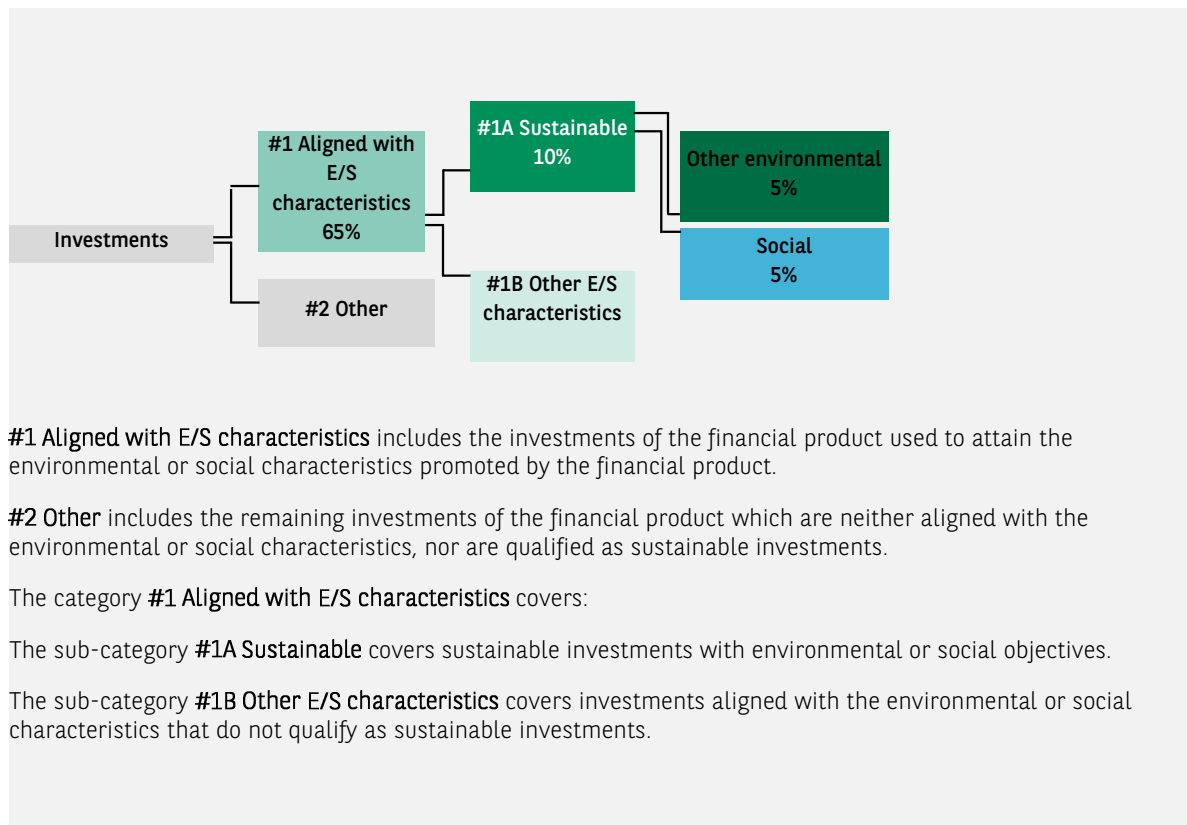 Investments
#1 Aligned with
E/S
characteristics
65%
#2 Other
#1A Sustainable
10%
#1B Other E/S
characteristics
Other environmental
5%
Social
5%
#1 Aligned with E/S characteristics includes the investments of the financial product used to attain the
environmental or social characteristics promoted by the financial product.
#2 Other includes the remaining investments of the financial product which are neither aligned with the
environmental or social characteristics, nor are qualified as sustainable investments.
The category #1 Aligned with E/S characteristics covers:
The sub-category #1A Sustainable covers sustainable investments with environmental or social objectives.
The sub-category #1B Other E/S characteristics covers investments aligned with the environmental or social
characteristics that do not qualify as sustainable investments.